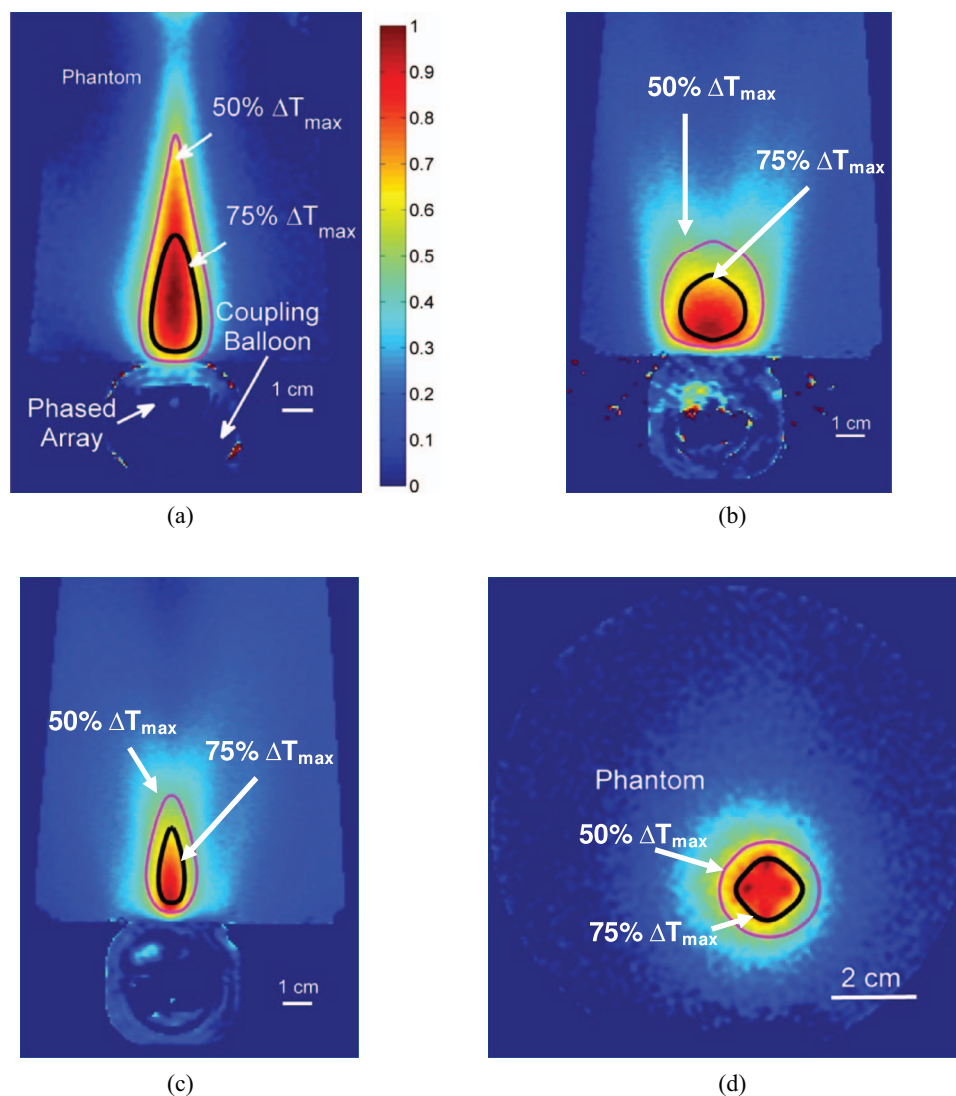 Phantom
50% ΔTmax
75% ΔTmax
Coupling
Balloon
Phased
Array
1 cm
1
0.9
0.8
0.7
0.6
0.5
0.4
0.3
0.2
0.1
0
(a)
50% ΔTmax
75% ΔTmax
1 cm
(b)
50% ΔTmax
75% ΔTmax
1 cm
(c)
Phantom
50% ΔTmax
75% ΔTmax
2 cm
(d)